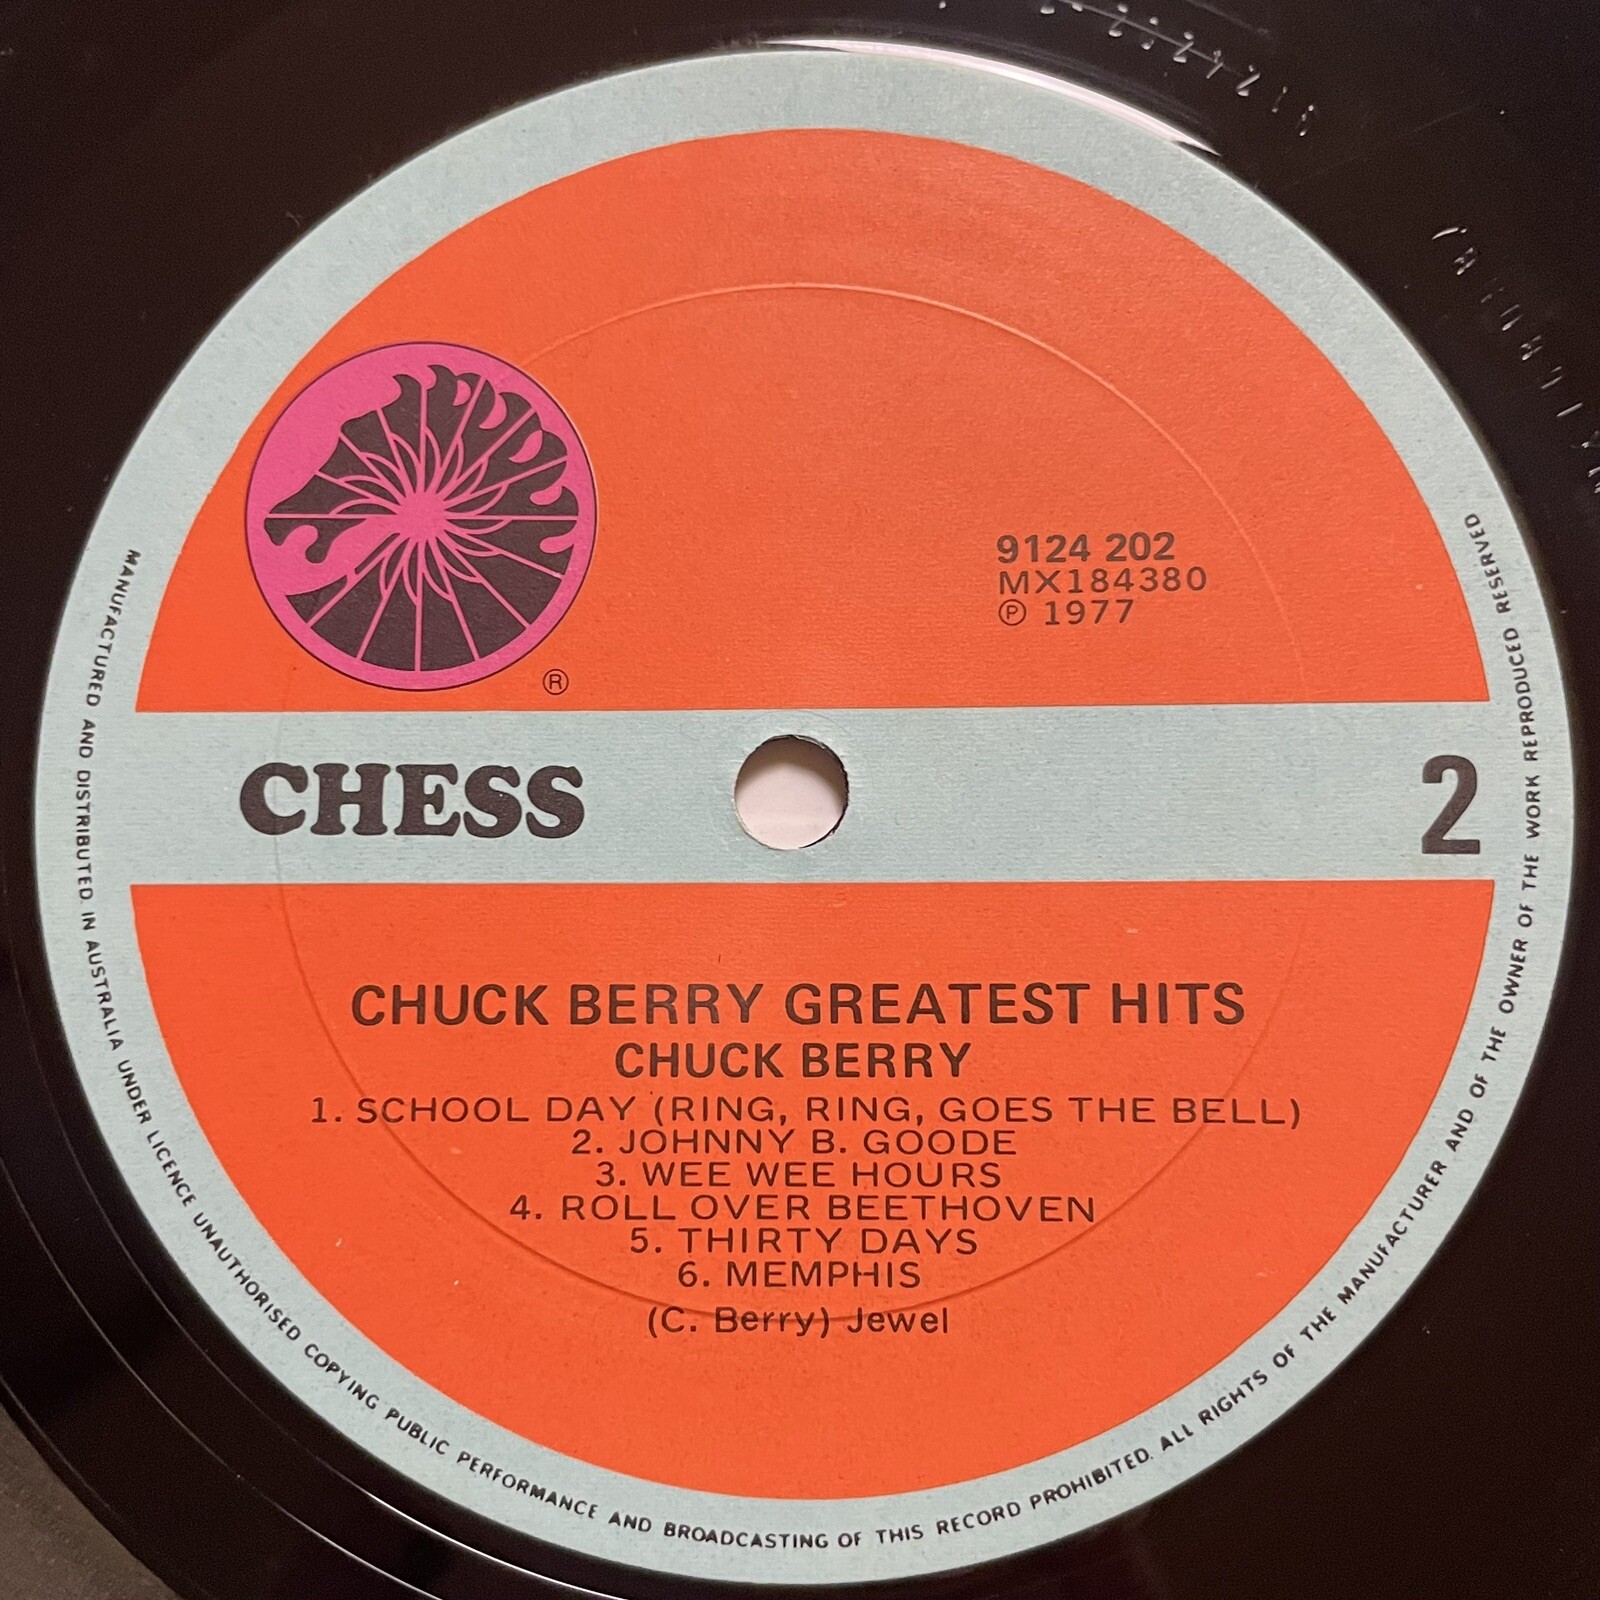 9124 202
MX184380
Ⓟ 1977
®
CHESS
2
CHUCK BERRY GREATEST HITS
CHUCK BERRY
1. SCHOOL DAY (RING, RING, GOES THE BELL)
2. JOHNNY B. GOODE
3. WEE WEE HOURS
4. ROLL OVER BEETHOVEN
5. THIRTY DAYS
6. MEMPHIS
(C. Berry) Jewel
MANUFACTURED AND DISTRIBUTED IN AUSTRALIA UNDER LICENCE UNAUTHORISED COPYING PUBLIC PERFORMANCE AND BROADCASTING OF THIS RECORD PROHIBITED. ALL RIGHTS OF THE MANUFACTURER AND OF THE OWNER OF THE WORK REPRODUCED RESERVED